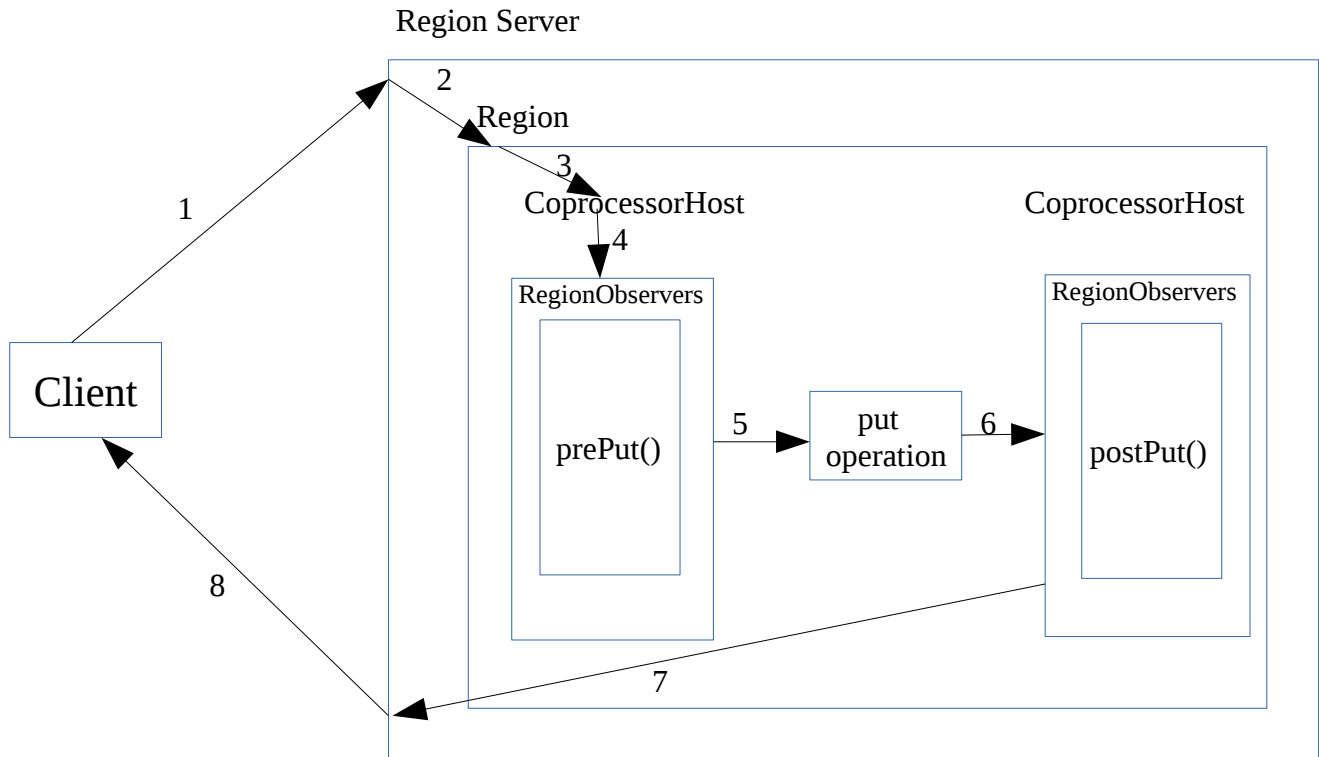 Region Server
2
Region
3
1
CoprocessorHost
CoprocessorHost
4
RegionObservers
RegionObservers
Client
prePut()
5
put
operation
6
postPut()
8
7